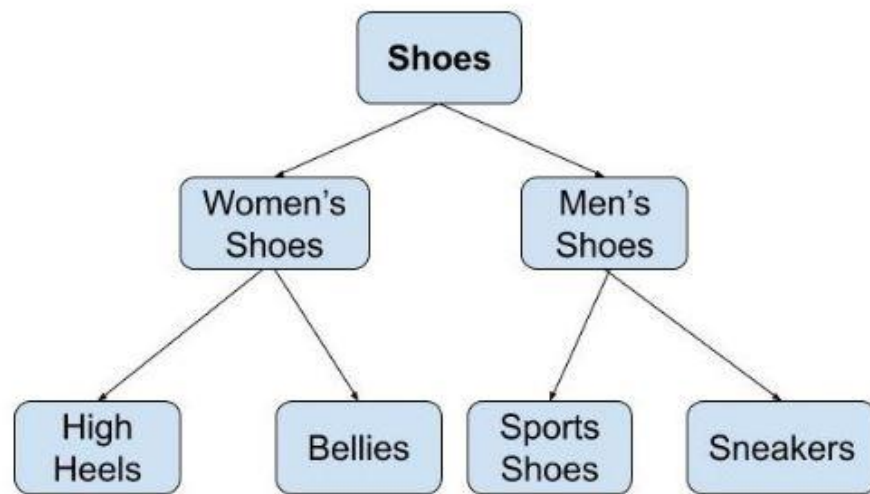 Shoes
Women's
Shoes
Men's
Shoes
High
Heels
Bellies
Sports
Shoes
Sneakers